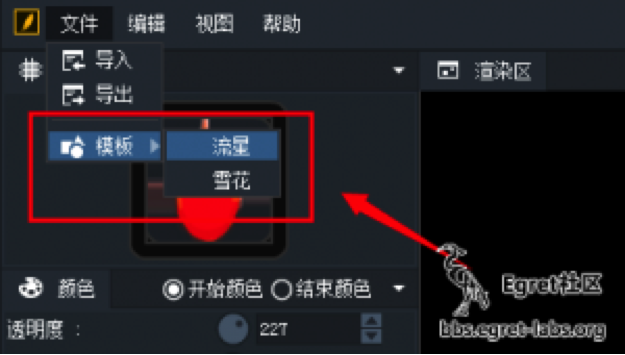 文件 编辑 视图 帮助
导入
导出
渲染区
模板 流星
雪花
颜色 开始颜色 结束颜色
透明度： 227
Egret社区
bbs.egret-labs.org